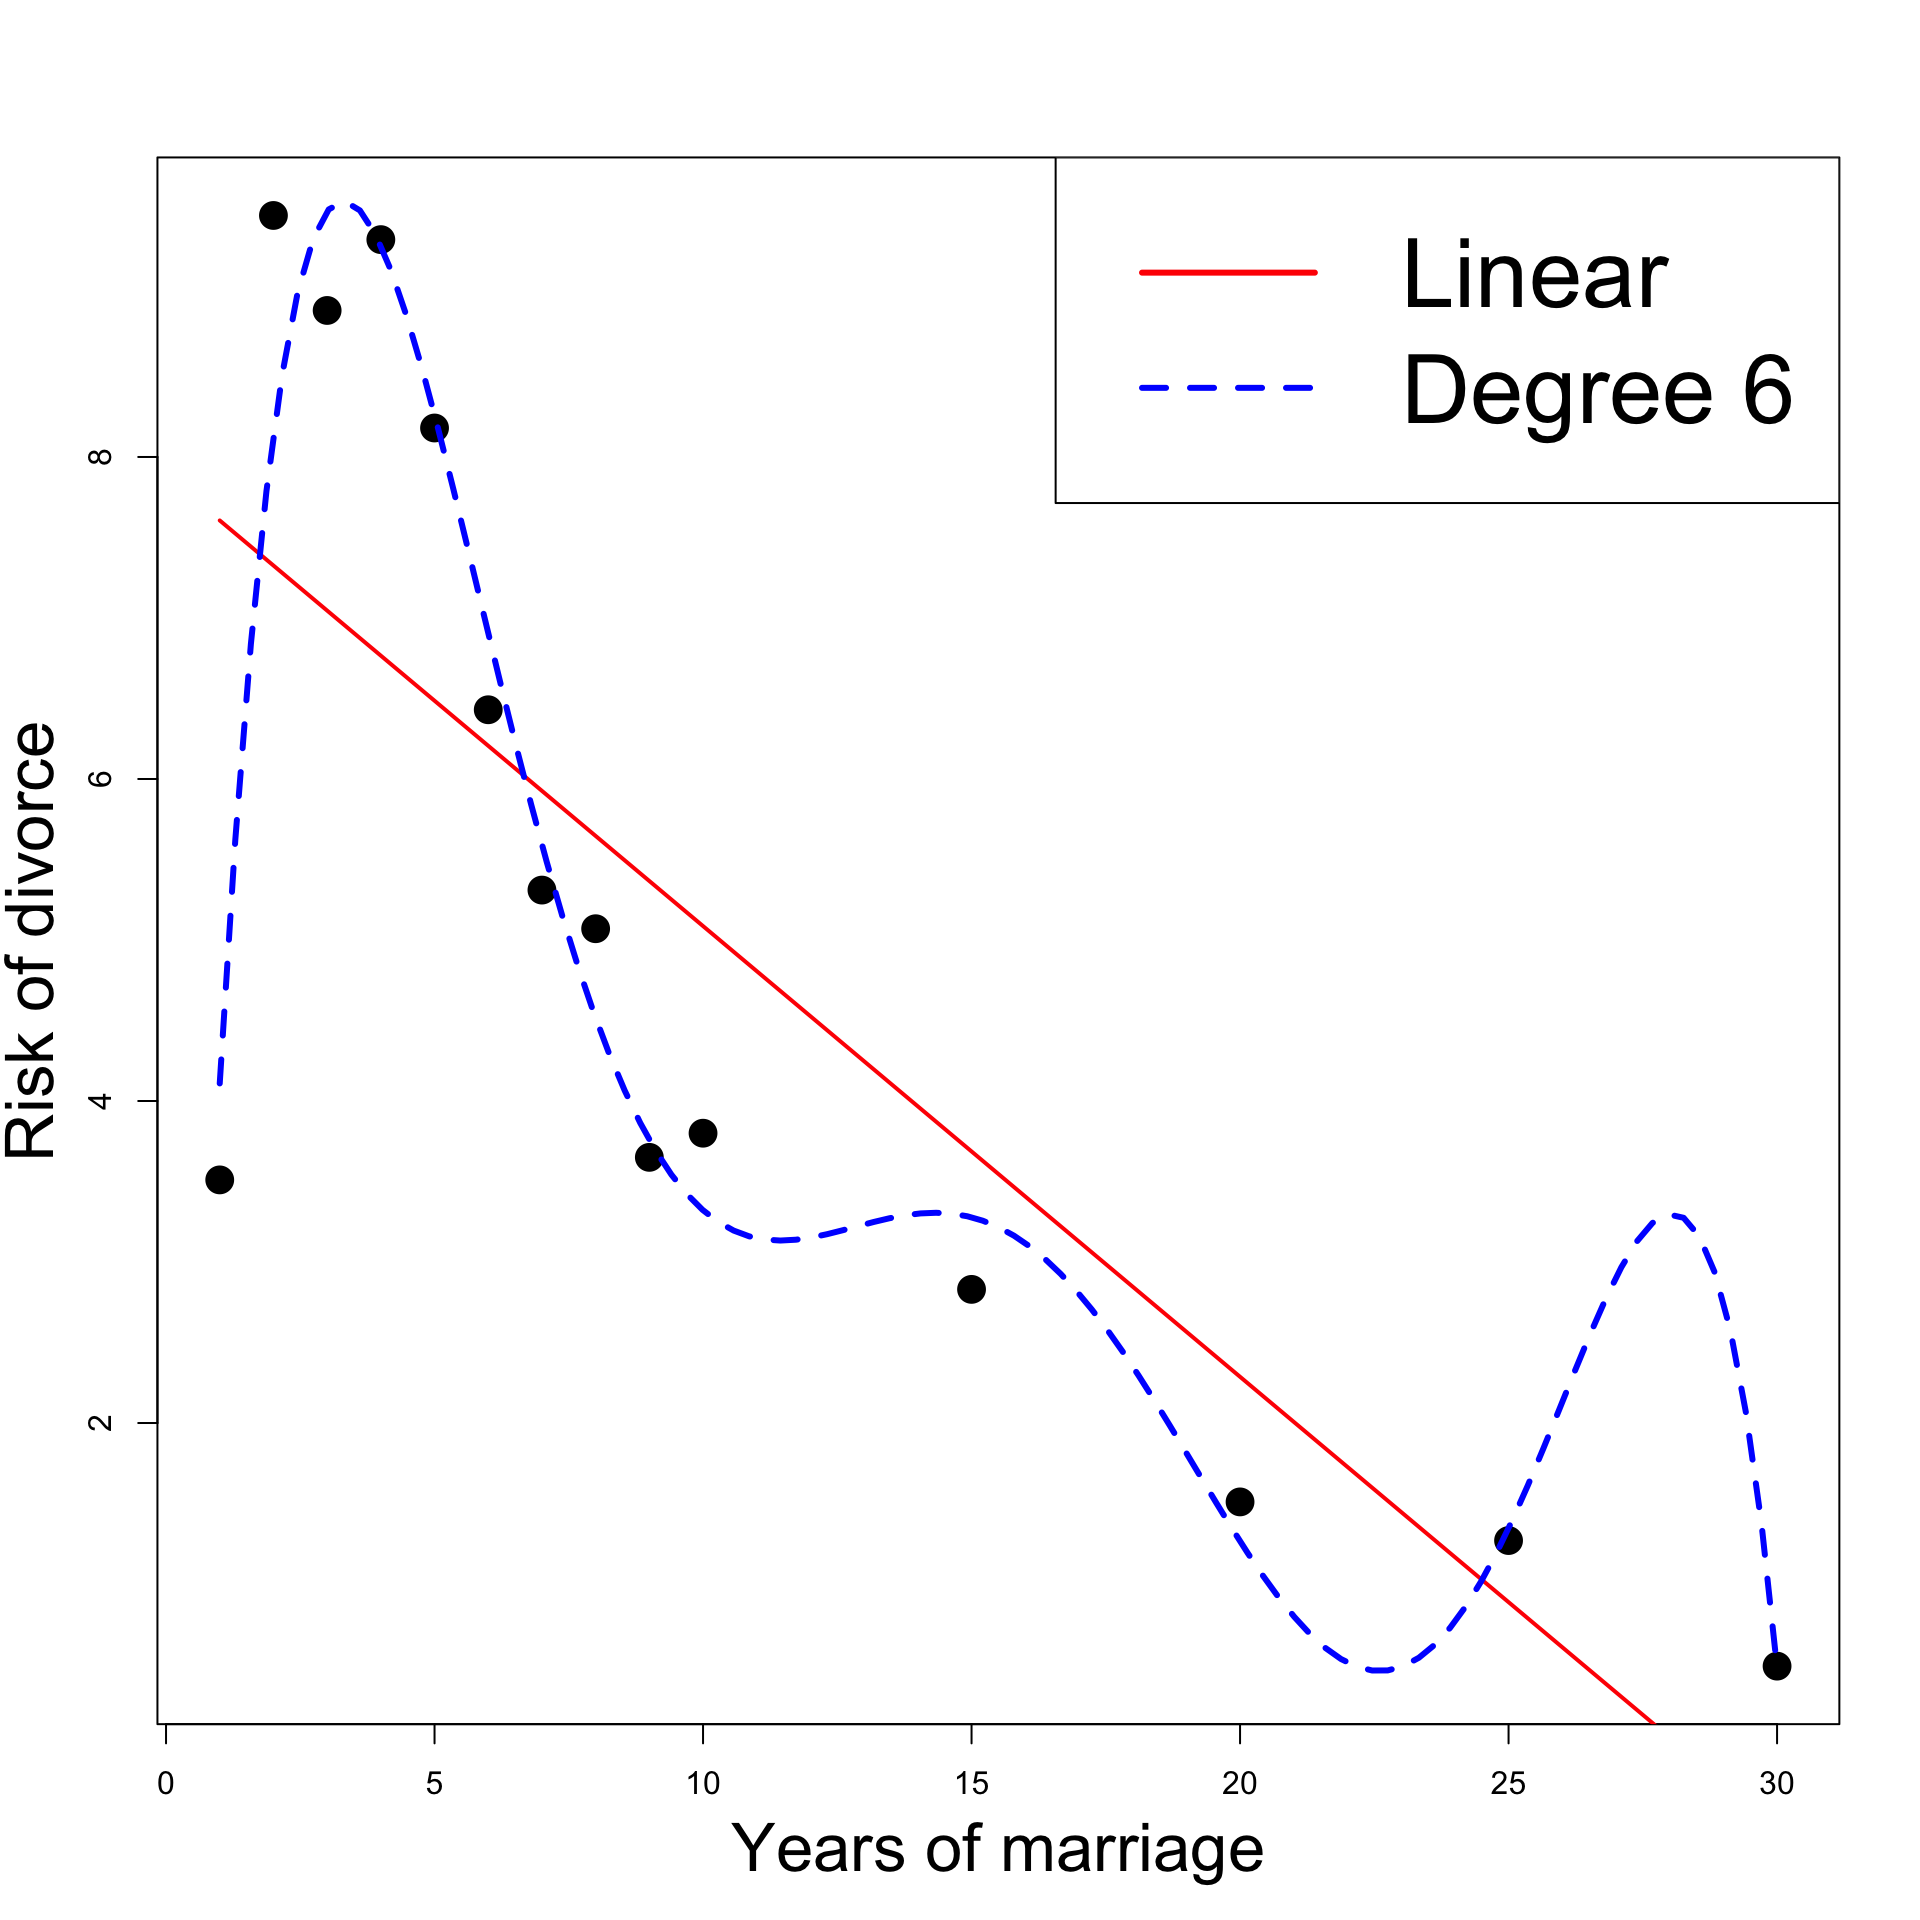 Linear
Degree 6
Risk of divorce
8
6
4
2
0 5 10 15 20 25 30
Years of marriage